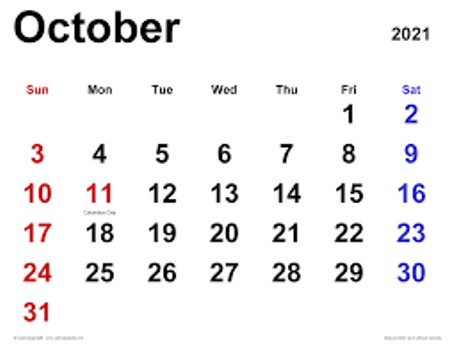 October
2021
Sun Mon Tue Wed Thu Fri Sat
1 2
3 4 5 6 7 8 9
10 11 12 13 14 15 16
Columbus Day
17 18 19 20 21 22 23
24 25 26 27 28 29 30
31